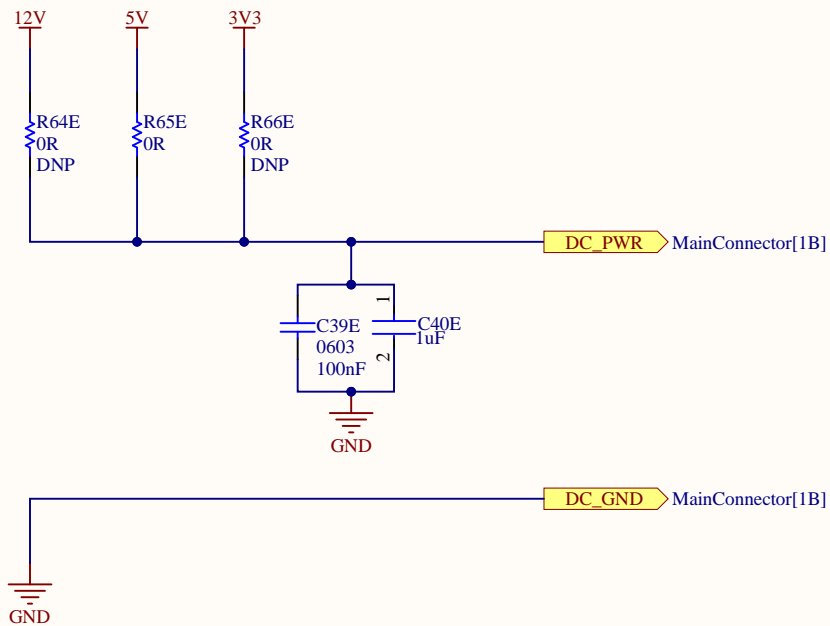 12V
5V
3V3
R64E
0R
DNP
R65E
0R
R66E
0R
DNP
DC_PWR
MainConnector[1B]
1
C39E
0603
100nF
C40E
1uF
2
GND
DC_GND
MainConnector[1B]
GND